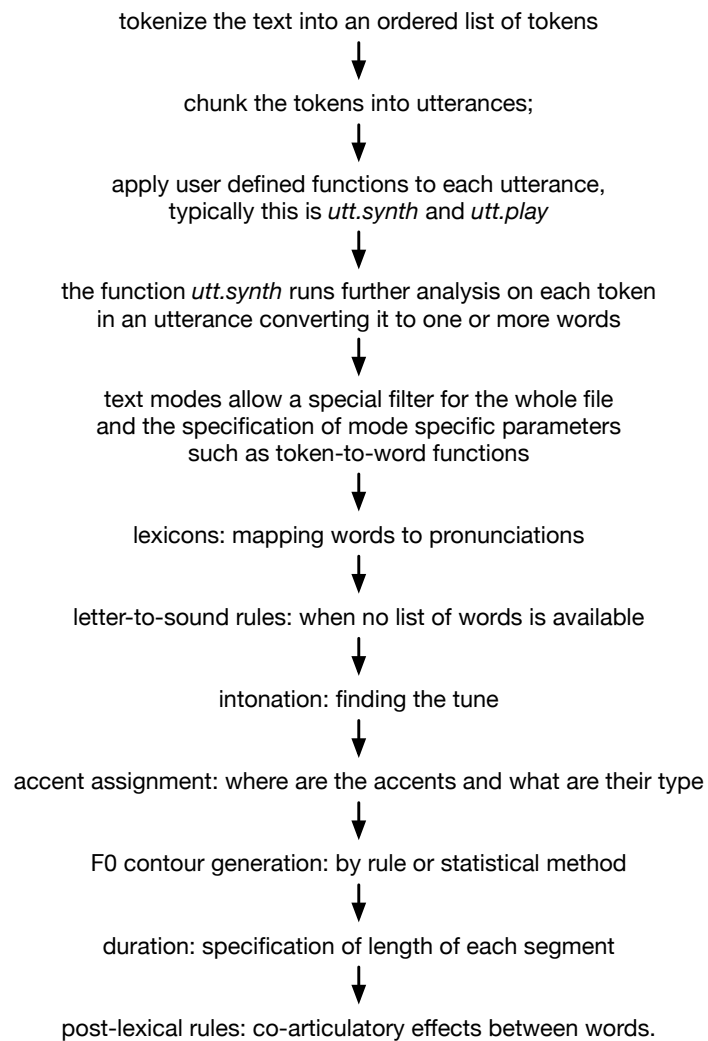 tokenize the text into an ordered list of tokens
chunk the tokens into utterances;
apply user defined functions to each utterance,
typically this is utt.synth and utt.play
the function utt.synth runs further analysis on each token
in an utterance converting it to one or more words
text modes allow a special filter for the whole file
and the specification of mode specific parameters
such as token-to-word functions
lexicons: mapping words to pronunciations
letter-to-sound rules: when no list of words is available
intonation: finding the tune
accent assignment: where are the accents and what are their type
F0 contour generation: by rule or statistical method
duration: specification of length of each segment
post-lexical rules: co-articulatory effects between words.